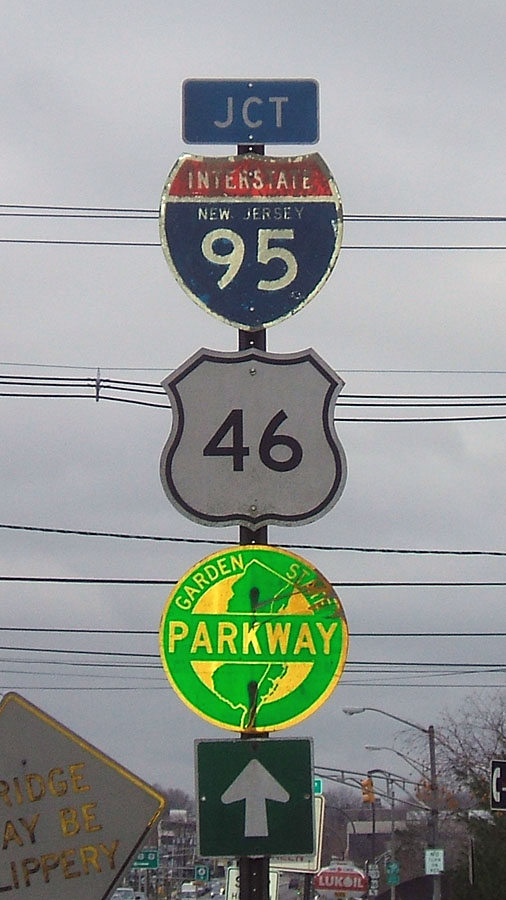 JCT
INTERSTATE
NEW JERSEY
95
46
GARDEN STATE
PARKWAY
RIDGE
AY BE
LIPPERY
LUKOIL